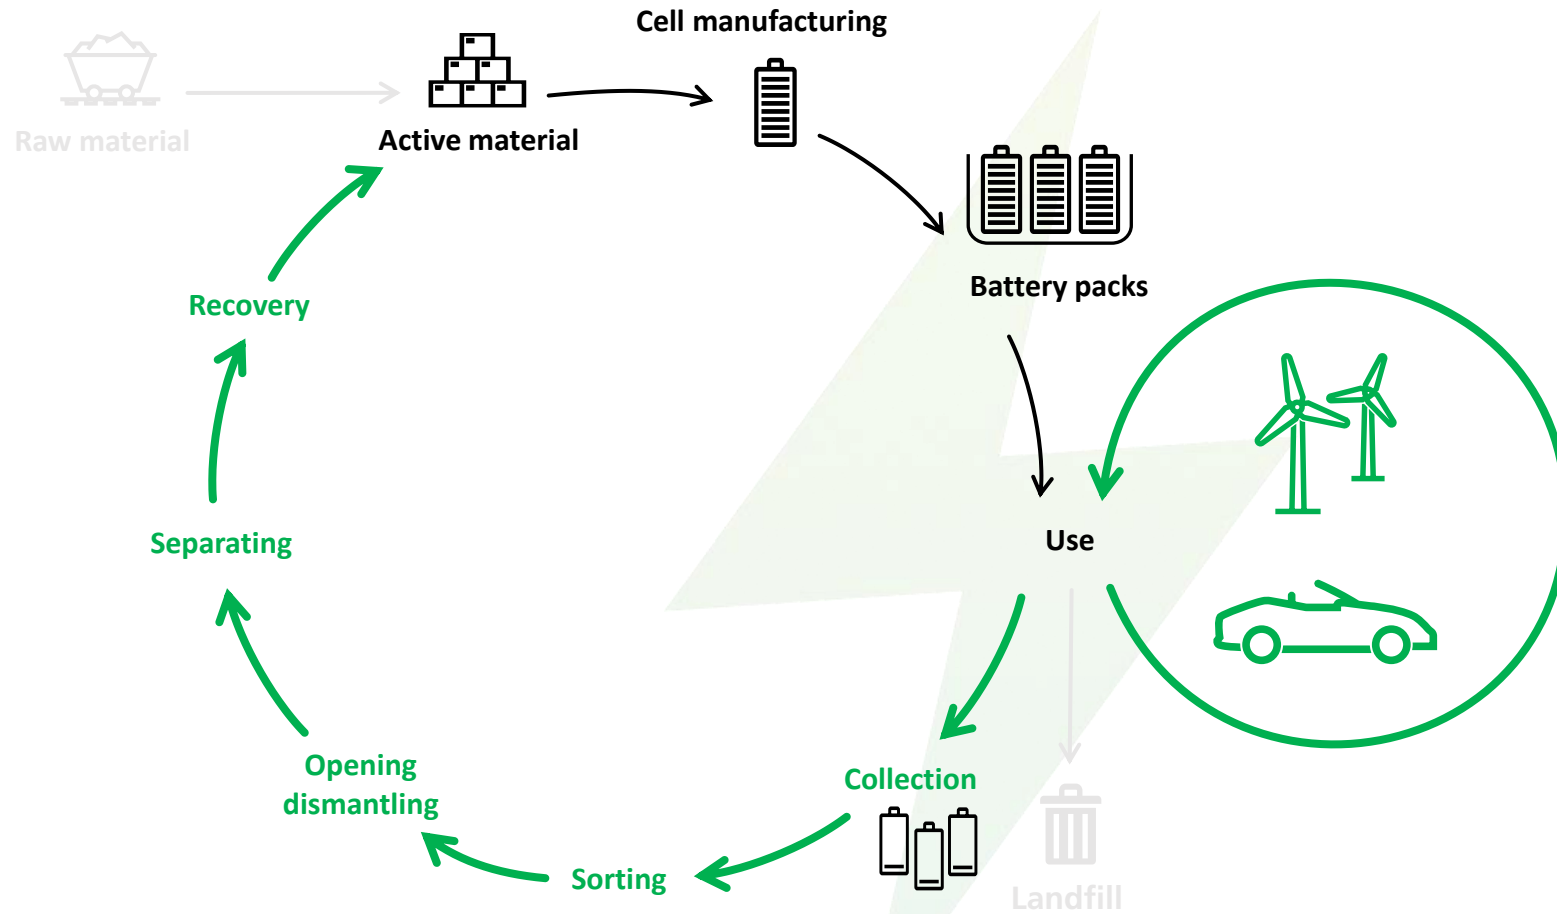 Cell manufacturing
Raw material
Active material
Battery packs
Recovery
Separating
Use
Opening
dismantling
Collection
Sorting
Landfill